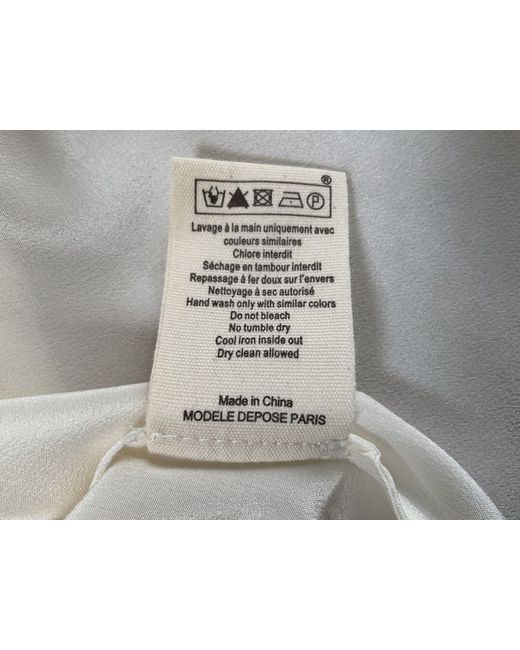 ®
P
Lavage à la main uniquement avec
couleurs similaires
Chlore interdit
Séchage en tambour interdit
Repassage à fer doux sur l'envers
Nettoyage à sec autorisé
Hand wash only with similar colors
Do not bleach
No tumble dry
Cool iron inside out
Dry clean allowed
Made in China
MODELE DEPOSE PARIS